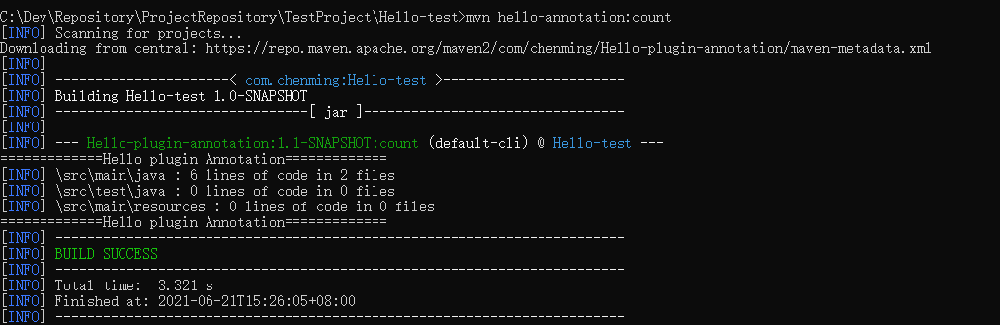 C:\Dev\Repository\ProjectRepository\TestProject\Hello-test>mvn hello-annotation:count
[INFO] Scanning for projects...
Downloading from central: https://repo.maven.apache.org/maven2/com/chenming/Hello-plugin-annotation/maven-metadata.xml
[INFO]
[INFO] ----------------------< com.chenming:Hello-test >-----------------------
[INFO] Building Hello-test 1.0-SNAPSHOT
[INFO] --------------------------------[ jar ]---------------------------------
[INFO]
[INFO] --- Hello-plugin-annotation:1.1-SNAPSHOT:count (default-cli) @ Hello-test ---
=============Hello plugin Annotation=============
[INFO] \src\main\java : 6 lines of code in 2 files
[INFO] \src\test\java : 0 lines of code in 0 files
[INFO] \src\main\resources : 0 lines of code in 0 files
=============Hello plugin Annotation=============
[INFO] ------------------------------------------------------------------------
[INFO] BUILD SUCCESS
[INFO] ------------------------------------------------------------------------
[INFO] Total time:  3.321 s
[INFO] Finished at: 2021-06-21T15:26:05+08:00
[INFO] ------------------------------------------------------------------------